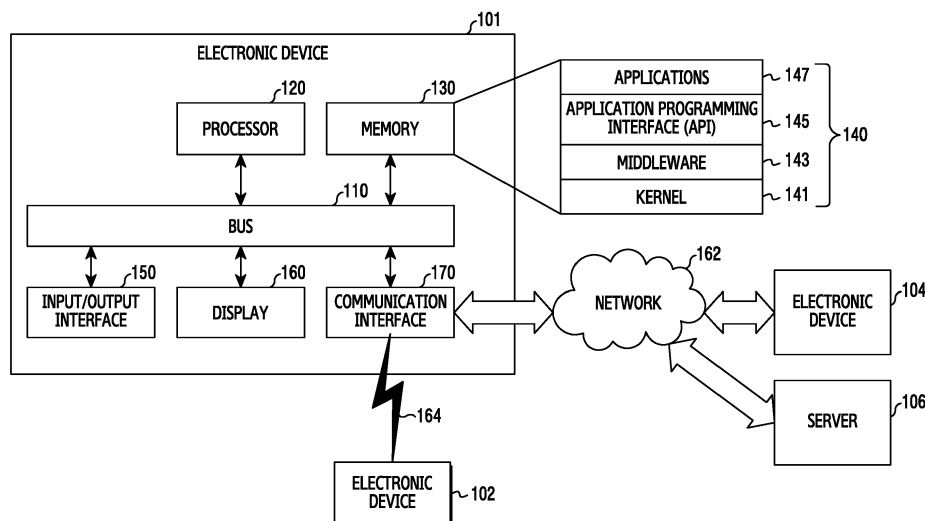 101
ELECTRONIC DEVICE
120
PROCESSOR
130
MEMORY
APPLICATIONS
147
APPLICATION PROGRAMMING
INTERFACE (API)
145
MIDDLEWARE
143
KERNEL
141
140
110
BUS
150
INPUT/OUTPUT
INTERFACE
160
DISPLAY
170
COMMUNICATION
INTERFACE
162
NETWORK
ELECTRONIC
DEVICE
104
SERVER
106
164
ELECTRONIC
DEVICE
102